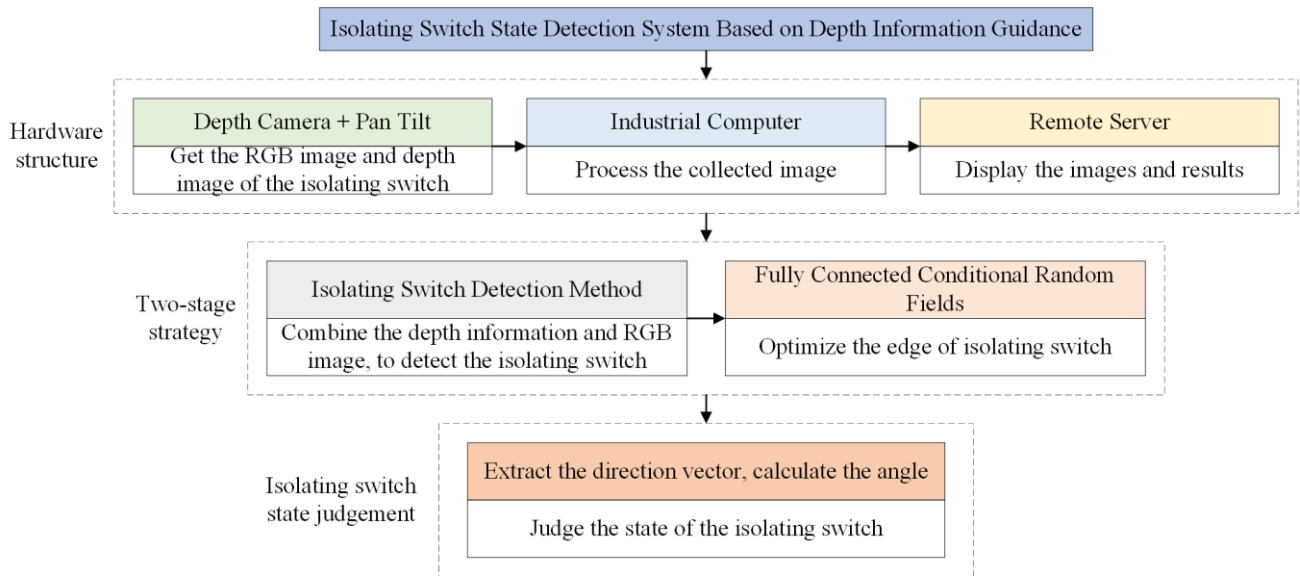 Isolating Switch State Detection System Based on Depth Information Guidance
Hardware
structure
Depth Camera + Pan Tilt
Get the RGB image and depth
image of the isolating switch
Industrial Computer
Process the collected image
Remote Server
Display the images and results
Two-stage
strategy
Isolating Switch Detection Method
Combine the depth information and RGB
image, to detect the isolating switch
Fully Connected Conditional Random
Fields
Optimize the edge of isolating switch
Isolating switch
state judgement
Extract the direction vector, calculate the angle
Judge the state of the isolating switch